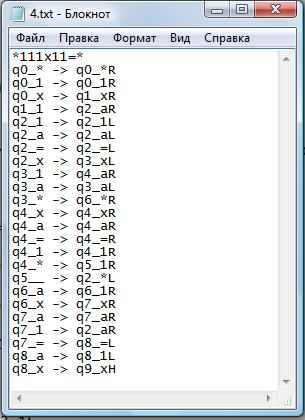 4.txt - Блокнот
Файл Правка Формат Вид Справка
*111x11=*
q0_* -> q0_*R
q0_1 -> q0_1R
q0_x -> q1_xR
q1_1 -> q2_aR
q2_1 -> q2_1L
q2_a -> q2_aL
q2_= -> q2_=L
q2_x -> q3_xL
q3_1 -> q4_aR
q3_a -> q3_aL
q3_* -> q6_*R
q4_x -> q4_xR
q4_a -> q4_aR
q4_= -> q4_=R
q4_1 -> q4_1R
q4_* -> q5_1R
q5__ -> q2_*L
q6_a -> q6_1R
q6_x -> q7_xR
q7_a -> q7_aR
q7_1 -> q2_aR
q7_= -> q8_=L
q8_a -> q8_1L
q8_x -> q9_xH